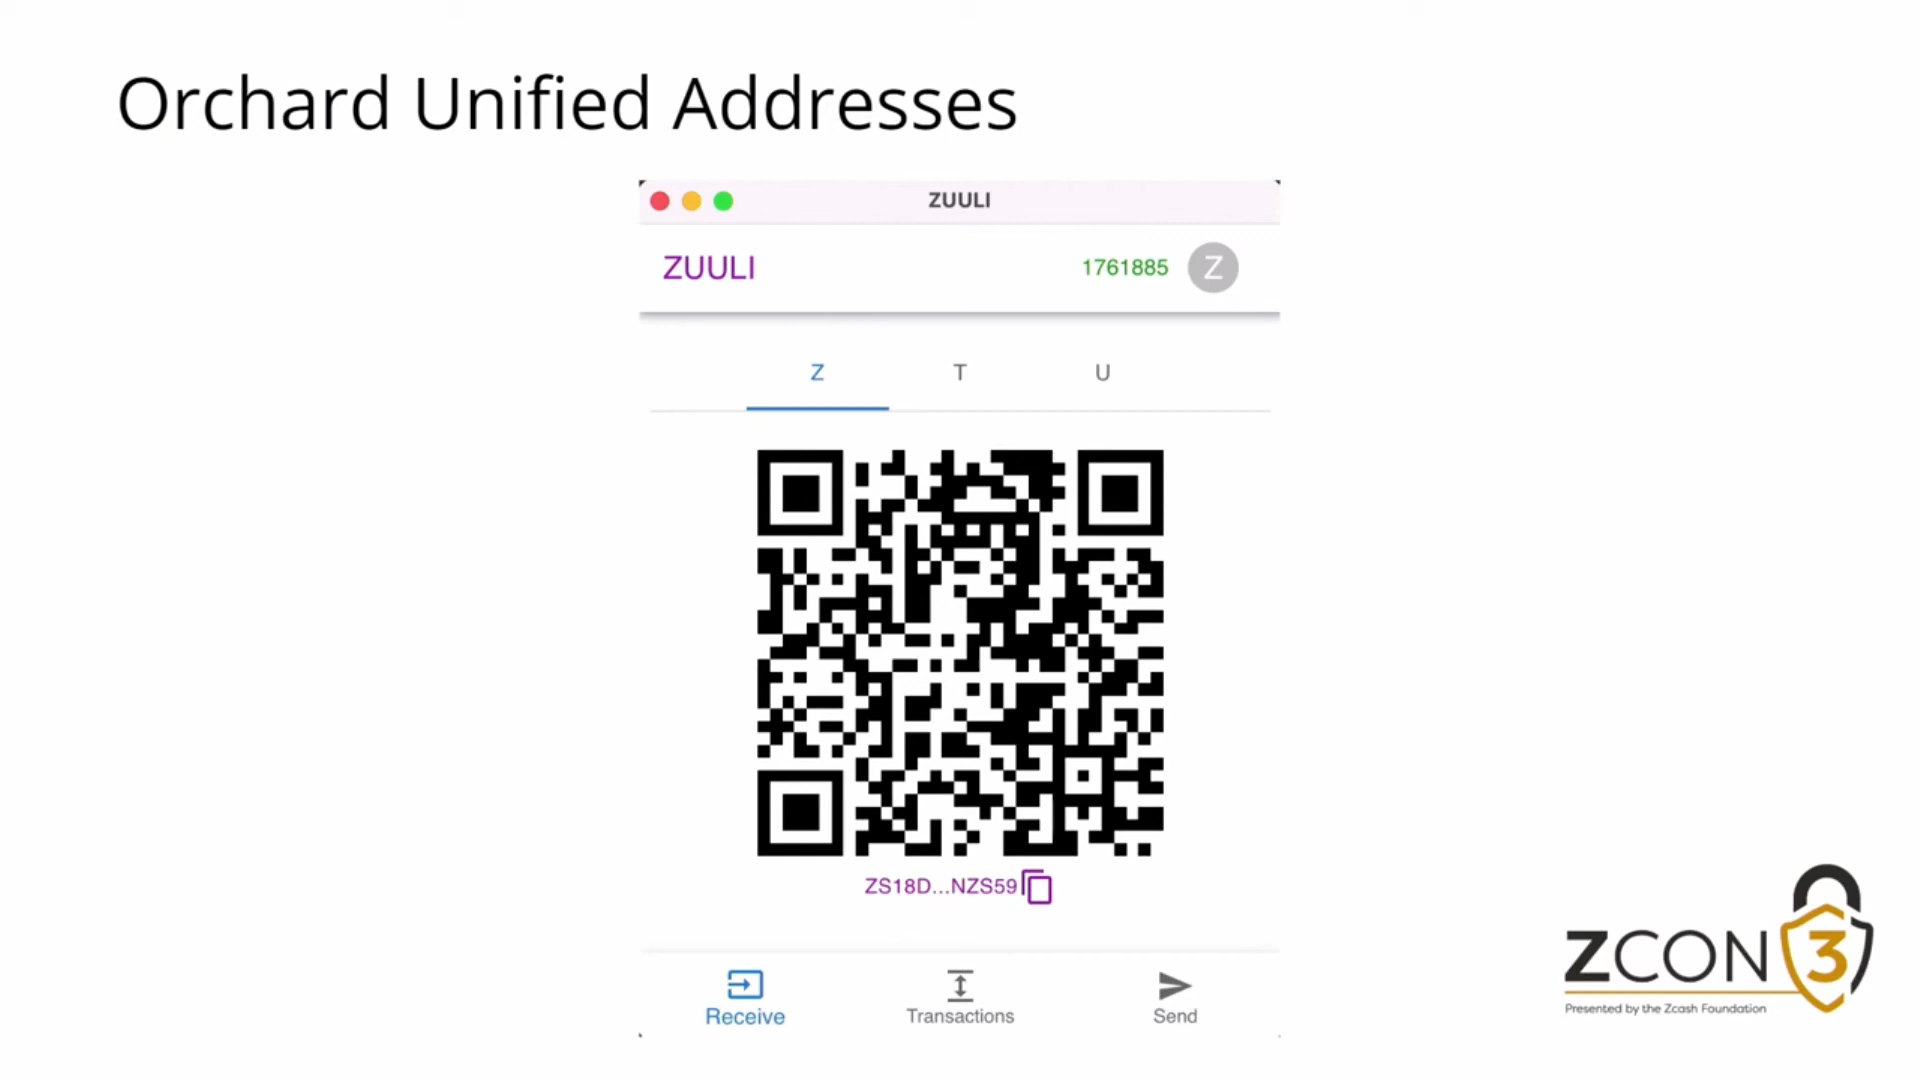 Orchard Unified Addresses
ZUULI
ZUULI
1761885
Z
Z
T
U
ZS18D...NZS59
Receive
Transactions
Send
ZCON 3
Presented by the Zcash Foundation